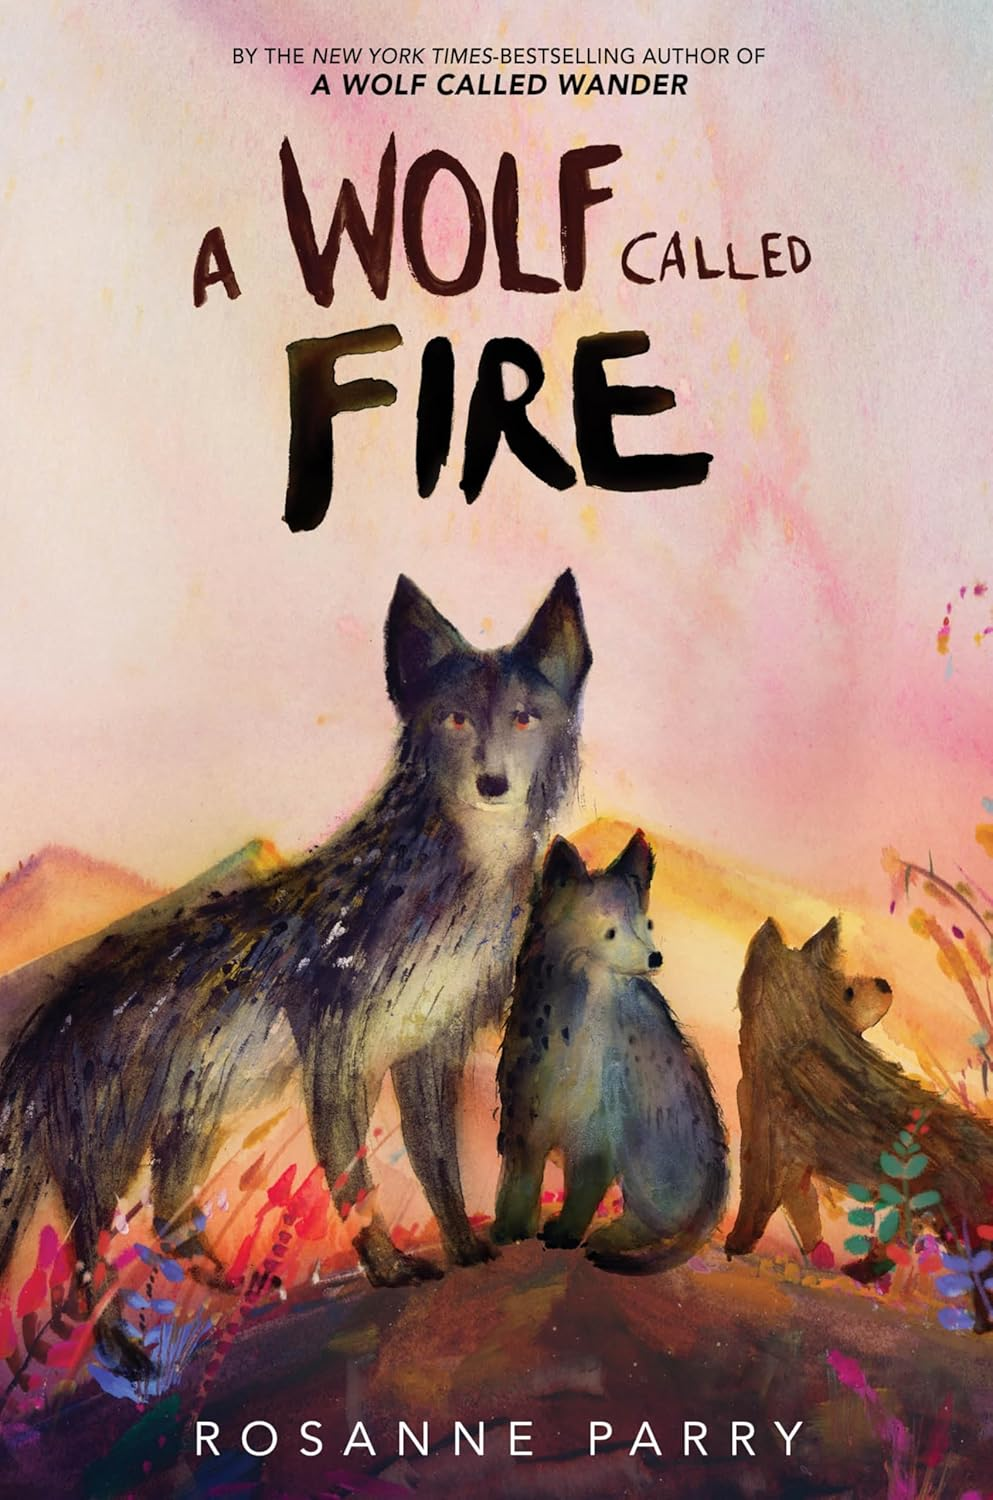 BY THE NEW YORK TIMES-BESTSELLING AUTHOR OF
A WOLF CALLED WANDER
A WOLF CALLED
FIRE
ROSANNE PARRY